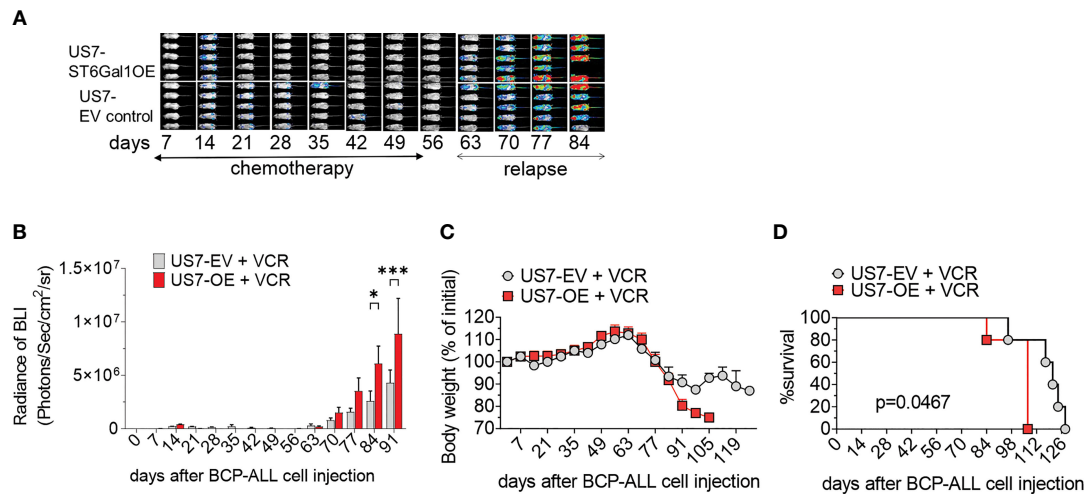 A
US7-
ST6Gal1OE
US7-
EV control
days 7 14 21 28 35 42 49 56 63 70 77 84
chemotherapy relapse
B
US7-EV + VCR
US7-OE + VCR
Radiance of BLI
(Photons/Sec/cm²/sr)
1.5×10⁷
1×10⁷
5×10⁶
0
* ***
0 7 14 21 28 35 42 49 56 63 70 77 84 91
days after BCP-ALL cell injection
C
US7-EV + VCR
US7-OE + VCR
Body weight (% of initial)
120
110
100
90
80
70
7 21 35 49 63 77 91 105 119
days after BCP-ALL cell injection
D
US7-EV + VCR
US7-OE + VCR
%survival
100
80
60
40
20
0
p=0.0467
0 14 28 42 56 70 84 98 112 126
days after BCP-ALL cell injection